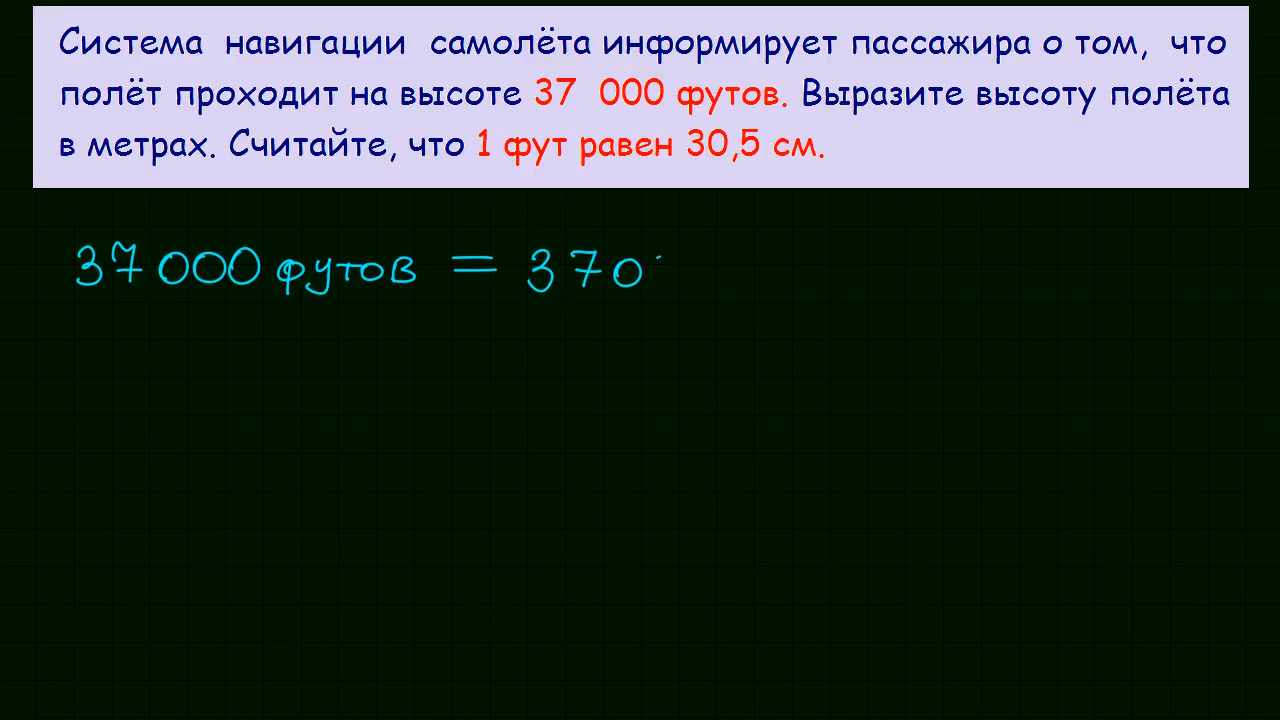 Система навигации самолёта информирует пассажира о том, что
полёт проходит на высоте 37 000 футов. Выразите высоту полёта
в метрах. Считайте, что 1 фут равен 30,5 см.
37 000 футов = 370